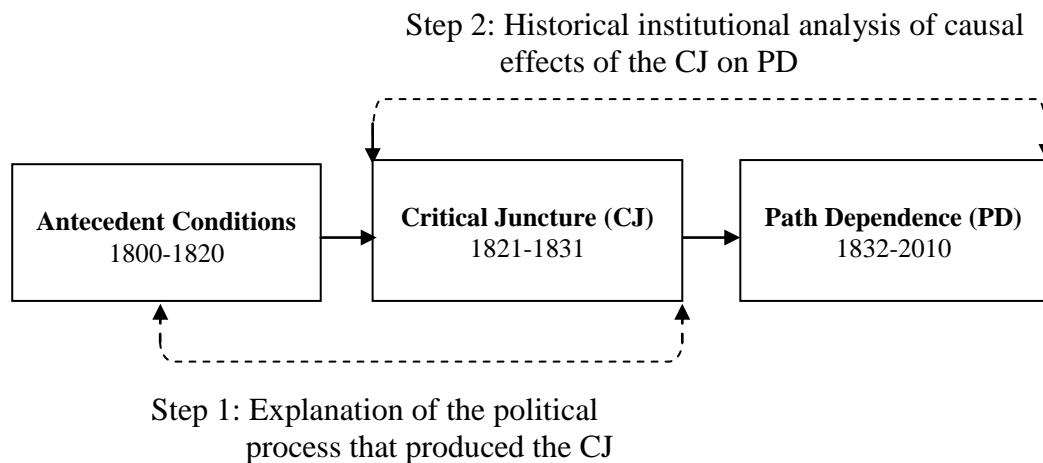 Step 2: Historical institutional analysis of causal
effects of the CJ on PD
Antecedent Conditions
1800-1820
Critical Juncture (CJ)
1821-1831
Path Dependence (PD)
1832-2010
Step 1: Explanation of the political
process that produced the CJ